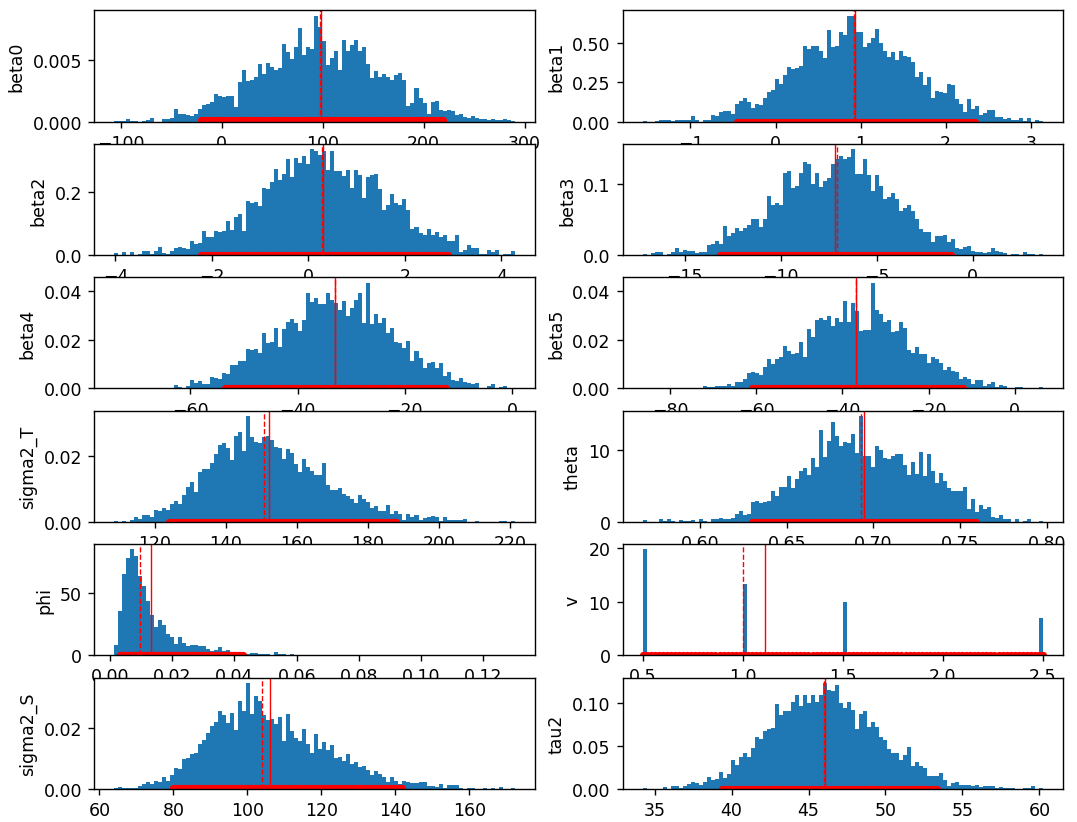 beta0
0.005
0.000
−100 0 100 200 300
beta1
0.50
0.25
0.00
−1 0 1 2 3
beta2
0.2
0.0
−4 −2 0 2 4
beta3
0.1
0.0
−15 −10 −5 0
beta4
0.04
0.02
0.00
−60 −40 −20 0
beta5
0.04
0.02
0.00
−80 −60 −40 −20 0
sigma2_T
0.02
0.00
120 140 160 180 200 220
theta
10
0
0.60 0.65 0.70 0.75 0.80
phi
50
0
0.00 0.02 0.04 0.06 0.08 0.10 0.12
v
20
10
0
0.5 1.0 1.5 2.0 2.5
sigma2_S
0.02
0.00
60 80 100 120 140 160
tau2
0.10
0.05
0.00
35 40 45 50 55 60